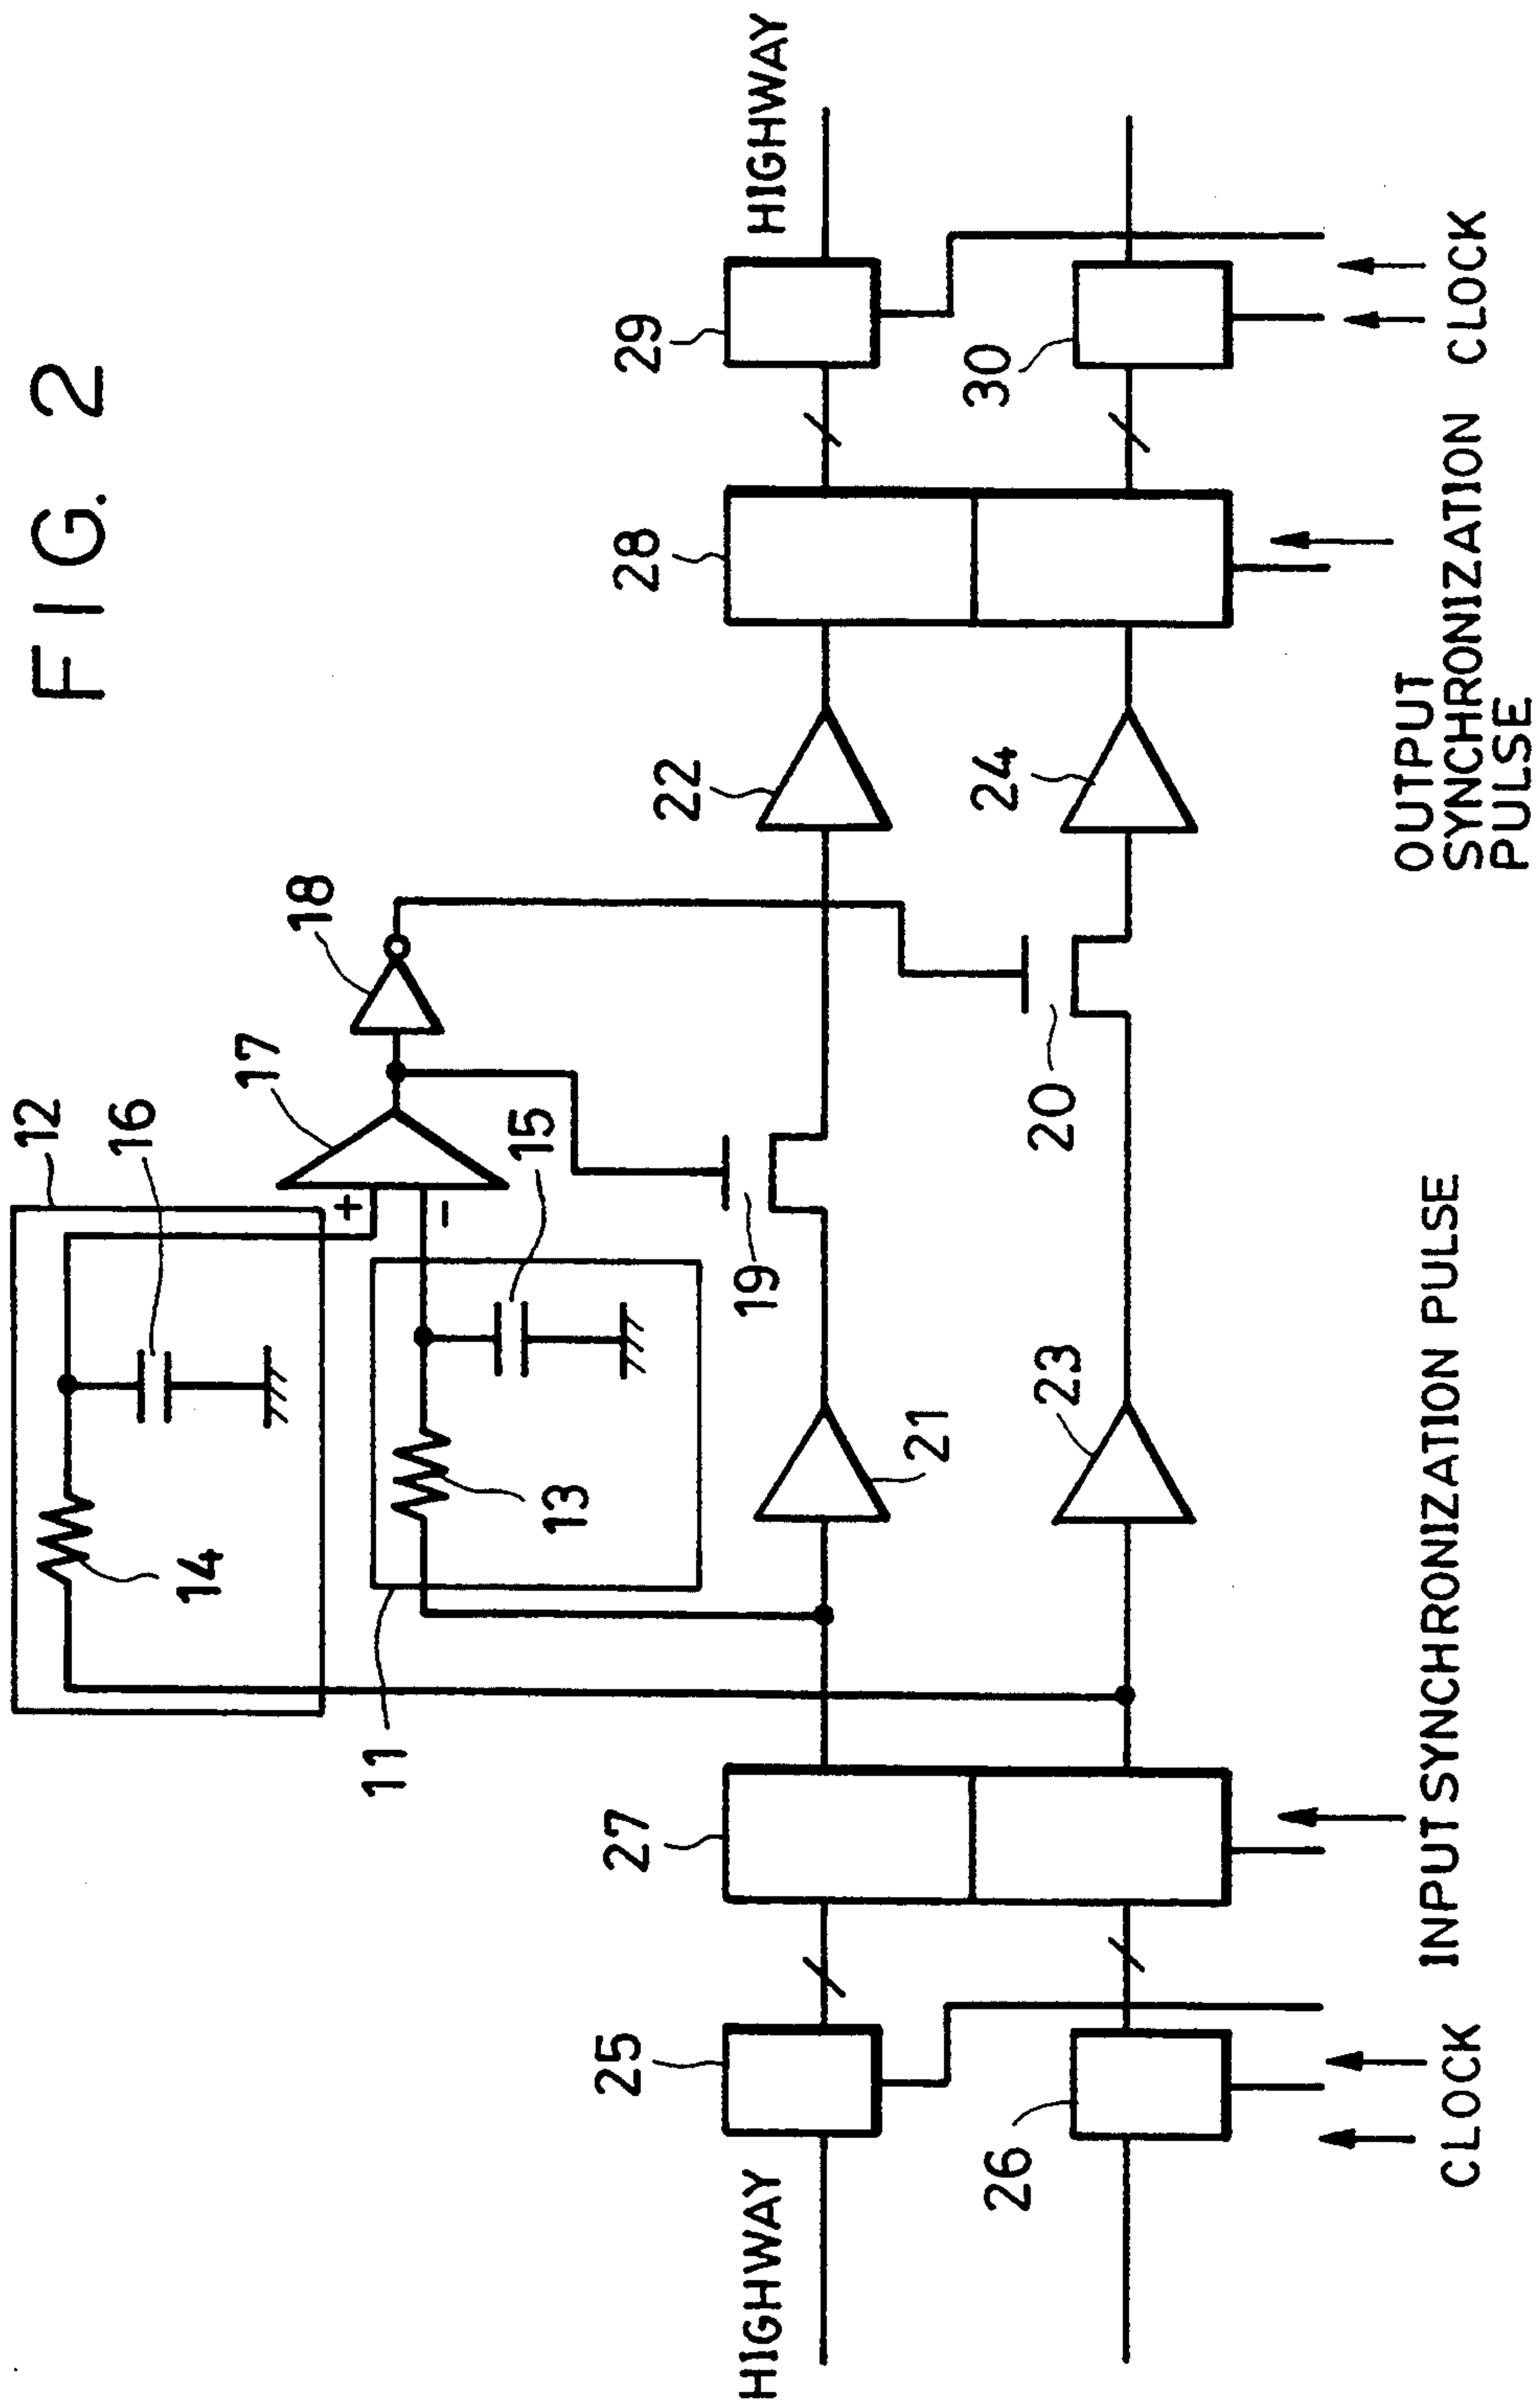 FIG. 2
12
16
14
17
18
15
13
11
19
20
21
22
23
24
25
26
27
28
29
30
HIGHWAY
HIGHWAY
CLOCK
INPUT SYNCHRONIZATION PULSE
OUTPUT
SYNCHRONIZATION
PULSE
CLOCK
+
−